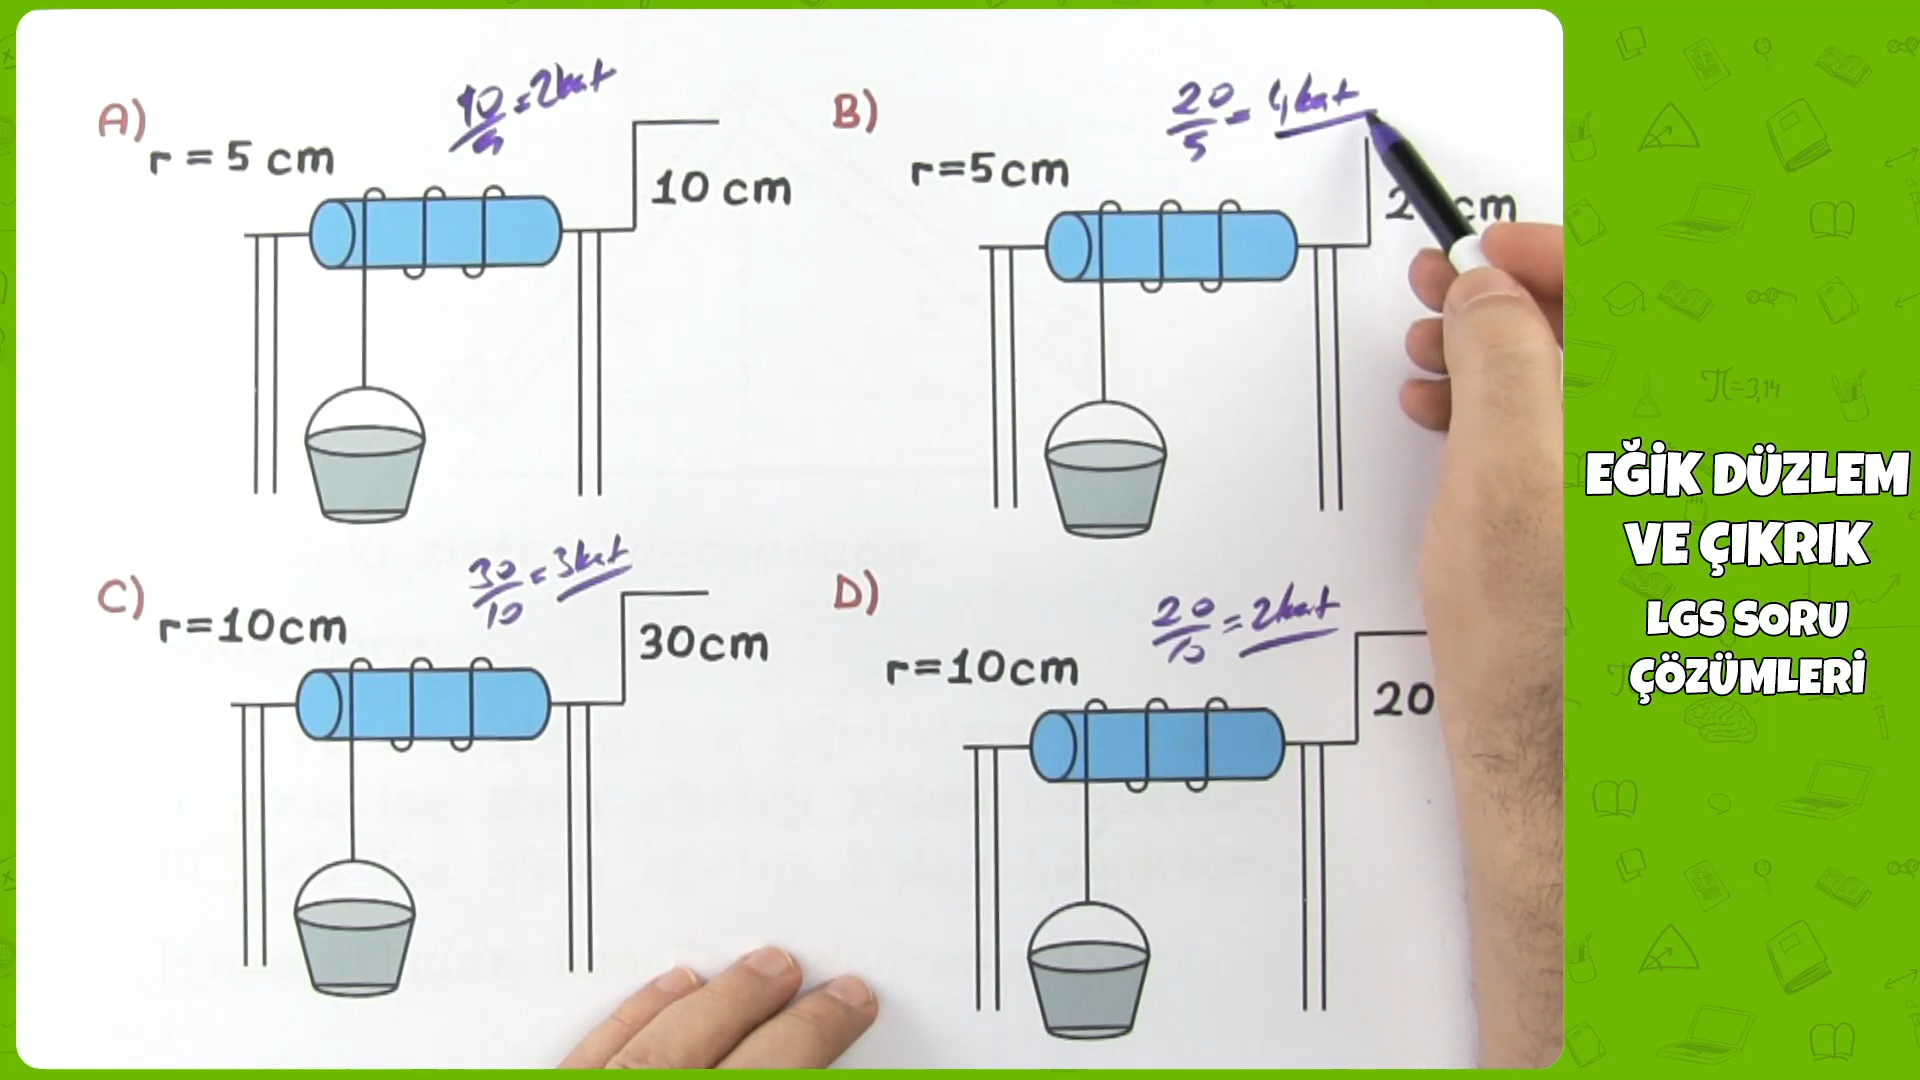 A)
10/5 = 2kat
r = 5 cm
10 cm
B)
20/5 = 4kat
r=5cm
cm
C)
30/10 = 3kat
r=10cm
30cm
D)
20/10 = 2kat
r=10cm
20
π=3,14
EĞİK DÜZLEM
VE ÇIKRIK
LGS SORU
ÇÖZÜMLERİ